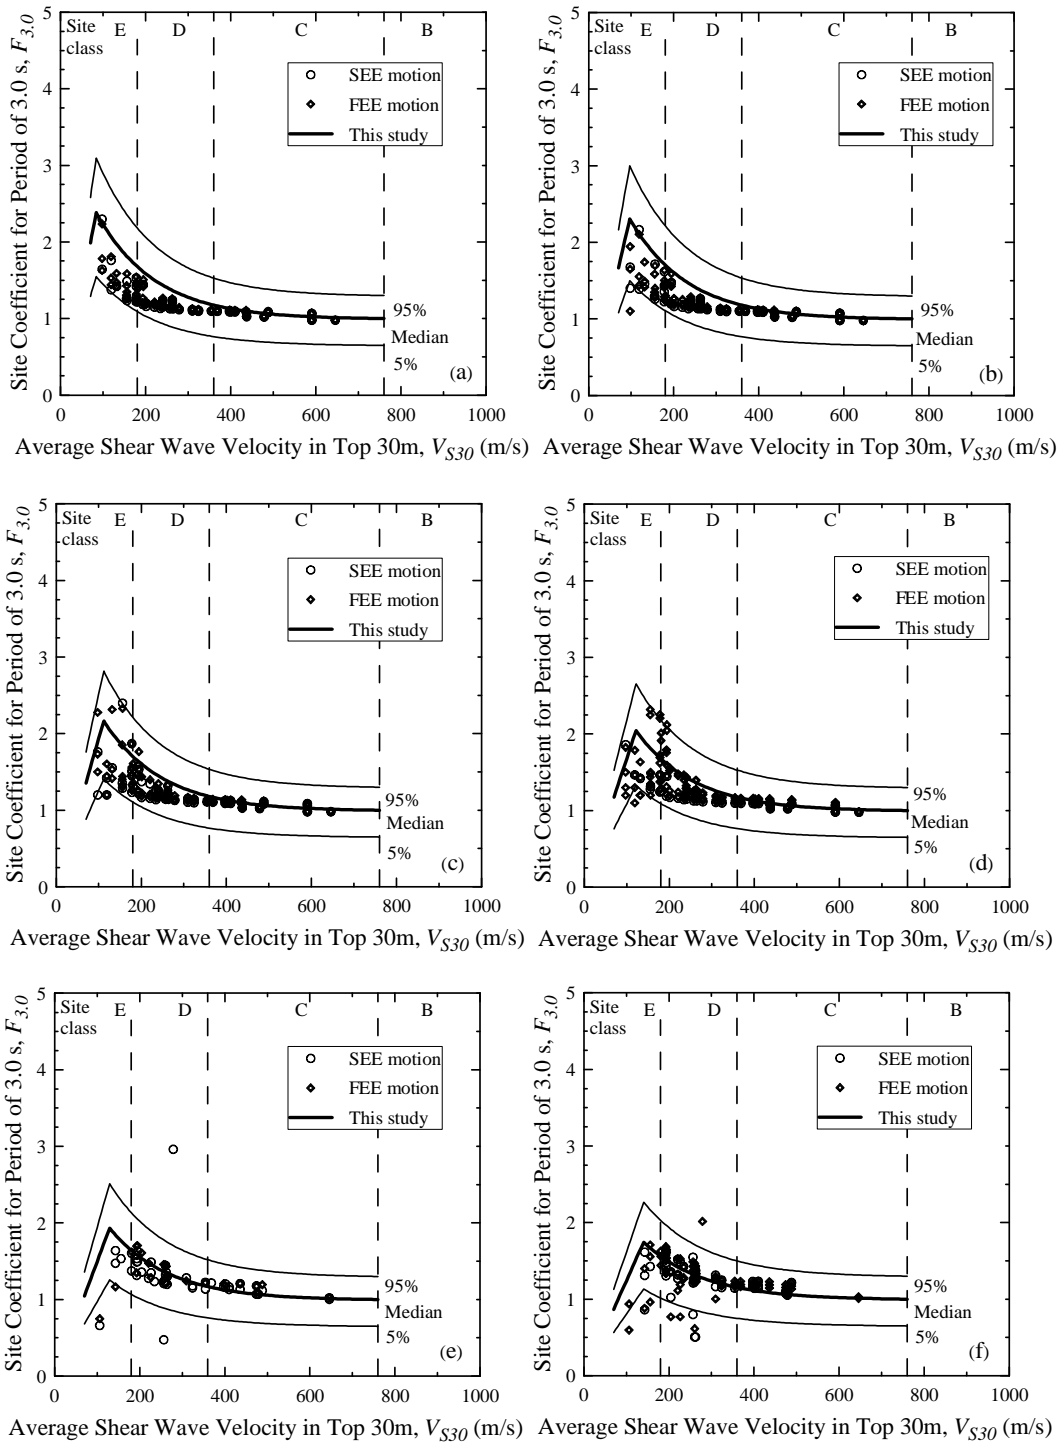 Site Coefficient for Period of 3.0 s, F3.0
5
4
3
2
1
0
Site class
E
D
C
B
SEE motion
FEE motion
This study
95%
Median
5%
(a)
0 200 400 600 800 1000
Average Shear Wave Velocity in Top 30m, VS30 (m/s)
Site Coefficient for Period of 3.0 s, F3.0
5
4
3
2
1
0
Site class
E
D
C
B
SEE motion
FEE motion
This study
95%
Median
5%
(b)
0 200 400 600 800 1000
Average Shear Wave Velocity in Top 30m, VS30 (m/s)
Site Coefficient for Period of 3.0 s, F3.0
5
4
3
2
1
0
Site class
E
D
C
B
SEE motion
FEE motion
This study
95%
Median
5%
(c)
0 200 400 600 800 1000
Average Shear Wave Velocity in Top 30m, VS30 (m/s)
Site Coefficient for Period of 3.0 s, F3.0
5
4
3
2
1
0
Site class
E
D
C
B
SEE motion
FEE motion
This study
95%
Median
5%
(d)
0 200 400 600 800 1000
Average Shear Wave Velocity in Top 30m, VS30 (m/s)
Site Coefficient for Period of 3.0 s, F3.0
5
4
3
2
1
0
Site class
E
D
C
B
SEE motion
FEE motion
This study
95%
Median
5%
(e)
0 200 400 600 800 1000
Average Shear Wave Velocity in Top 30m, VS30 (m/s)
Site Coefficient for Period of 3.0 s, F3.0
5
4
3
2
1
0
Site class
E
D
C
B
SEE motion
FEE motion
This study
95%
Median
5%
(f)
0 200 400 600 800 1000
Average Shear Wave Velocity in Top 30m, VS30 (m/s)